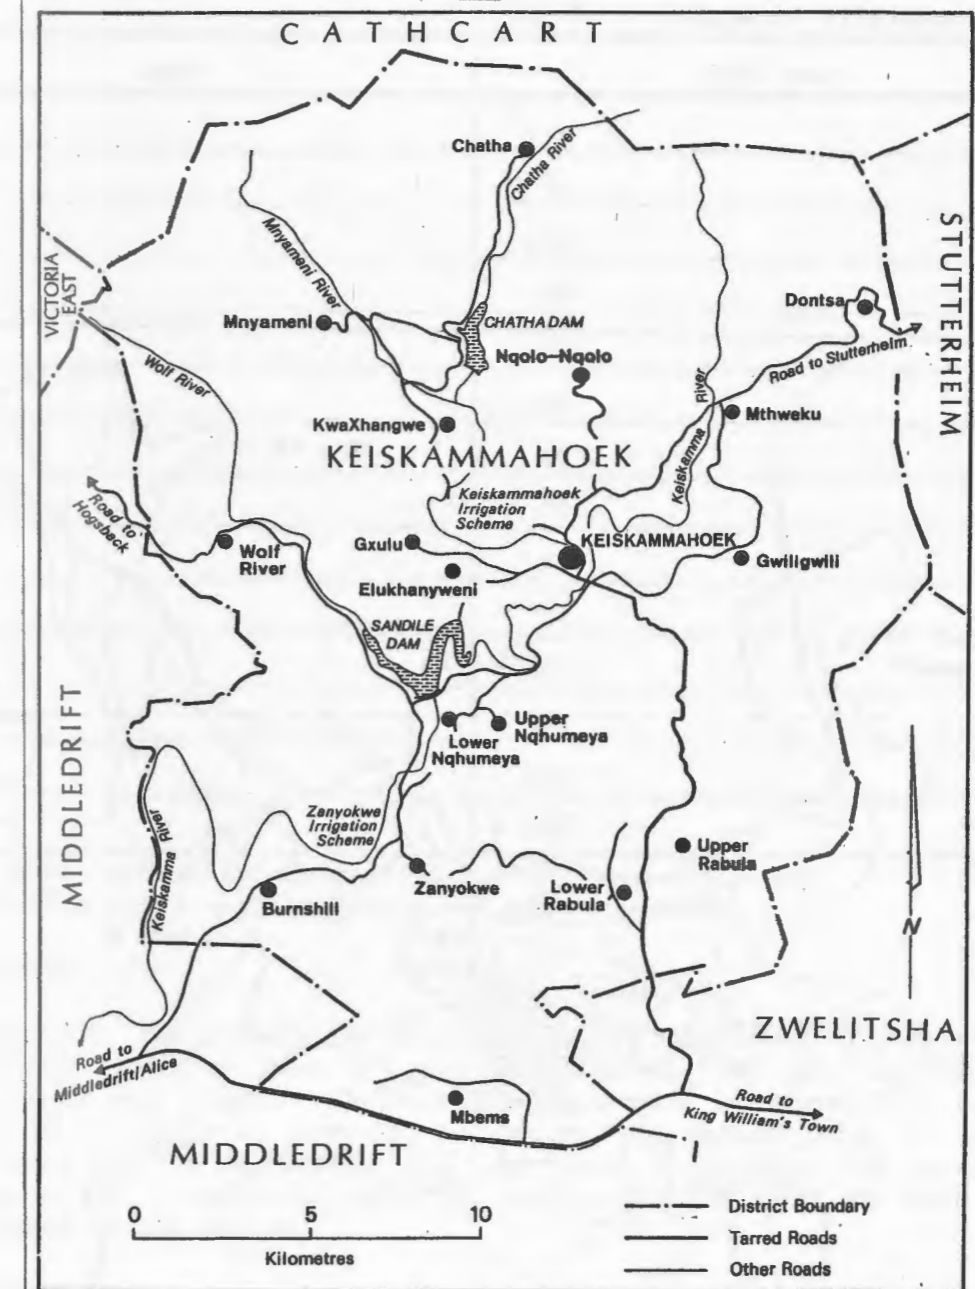 CATHCART
Chatha
Chatha River
STUTTERHEIM
VICTORIA
EAST
Mnyameni River
Dontsa
Mnyameni
CHATHA DAM
Road to Stutterheim
Nqolo-Nqolo
Wolf River
River
Keiskamma
Mthweku
KwaXhangwe
KEISKAMMAHOEK
Keiskammahoek
Irrigation
Scheme
Road to
Hogsback
Wolf
River
Gxulu
KEISKAMMAHOEK
Gwiligwili
Elukhanyweni
SANDILE
DAM
MIDDLEDRIFT
Upper
Nqhumeya
Lower
Nqhumeya
Zanyokwe
Irrigation
Scheme
Keiskamma River
Upper
Rabula
Zanyokwe
Lower
Rabula
Burnshill
N
ZWELITSHA
Road to
Middledrift/Alice
Mbems
Road to
King William's Town
MIDDLEDRIFT
0 5 10
Kilometres
District Boundary
Tarred Roads
Other Roads